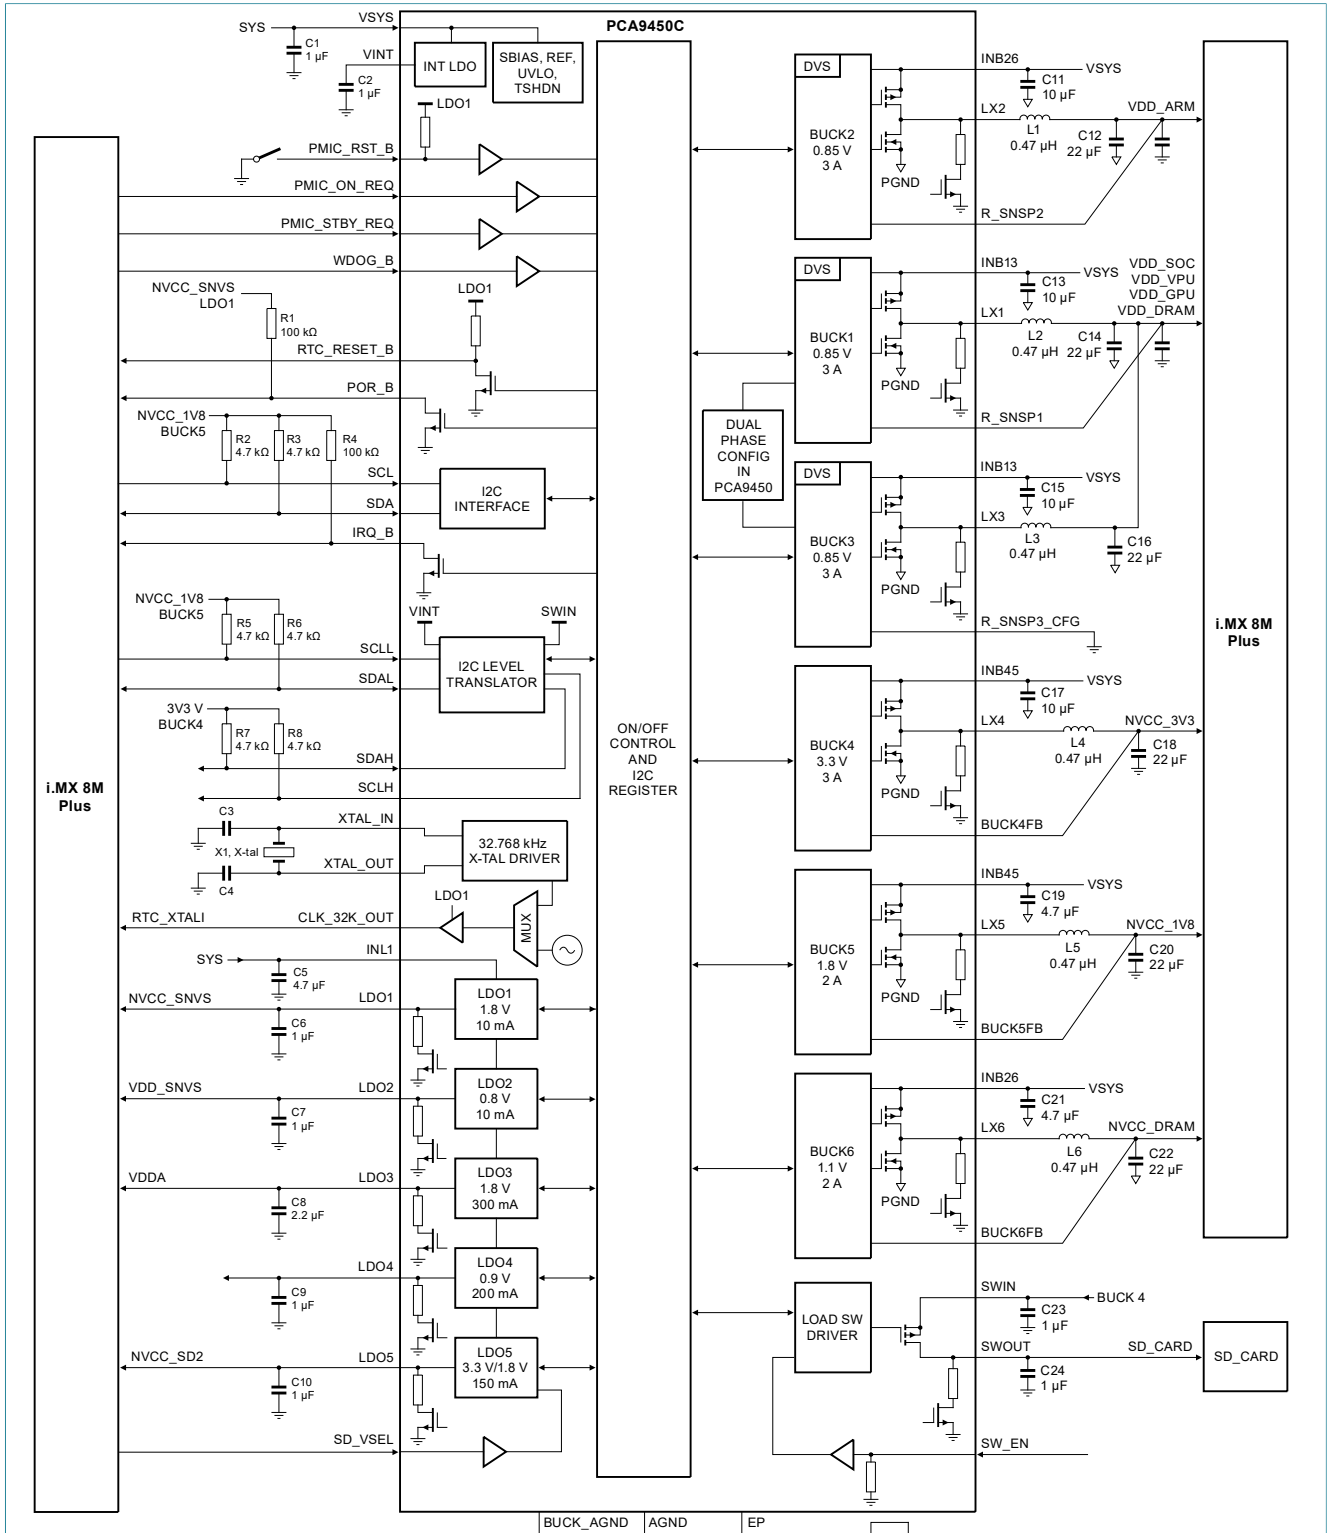 PCA9450C
SYS
VSYS
C1
1 µF
VINT
C2
1 µF
INT LDO
SBIAS, REF,
UVLO,
TSHDN
LDO1
PMIC_RST_B
PMIC_ON_REQ
PMIC_STBY_REQ
WDOG_B
NVCC_SNVS
LDO1
R1
100 kΩ
LDO1
RTC_RESET_B
POR_B
NVCC_1V8
BUCK5
R2
4.7 kΩ
R3
4.7 kΩ
R4
100 kΩ
SCL
SDA
I2C
INTERFACE
IRQ_B
NVCC_1V8
BUCK5
R5
4.7 kΩ
R6
4.7 kΩ
VINT
SWIN
SCLL
SDAL
I2C LEVEL
TRANSLATOR
3V3 V
BUCK4
R7
4.7 kΩ
R8
4.7 kΩ
SDAH
SCLH
i.MX 8M
Plus
C3
XTAL_IN
X1, X-tal
XTAL_OUT
C4
32.768 kHz
X-TAL DRIVER
LDO1
RTC_XTALI
CLK_32K_OUT
MUX
SYS
INL1
C5
4.7 µF
NVCC_SNVS
LDO1
C6
1 µF
LDO1
1.8 V
10 mA
VDD_SNVS
LDO2
C7
1 µF
LDO2
0.8 V
10 mA
VDDA
LDO3
C8
2.2 µF
LDO3
1.8 V
300 mA
LDO4
C9
1 µF
LDO4
0.9 V
200 mA
NVCC_SD2
LDO5
C10
1 µF
LDO5
3.3 V/1.8 V
150 mA
SD_VSEL
ON/OFF
CONTROL
AND
I2C
REGISTER
DVS
BUCK2
0.85 V
3 A
PGND
INB26
VSYS
C11
10 µF
LX2
L1
0.47 µH
C12
22 µF
VDD_ARM
R_SNSP2
DVS
BUCK1
0.85 V
3 A
PGND
INB13
VSYS
C13
10 µF
LX1
L2
0.47 µH
C14
22 µF
VDD_SOC
VDD_VPU
VDD_GPU
VDD_DRAM
R_SNSP1
DUAL
PHASE
CONFIG
IN
PCA9450
DVS
BUCK3
0.85 V
3 A
PGND
INB13
VSYS
C15
10 µF
LX3
L3
0.47 µH
C16
22 µF
R_SNSP3_CFG
i.MX 8M
Plus
BUCK4
3.3 V
3 A
PGND
INB45
VSYS
C17
10 µF
LX4
L4
0.47 µH
NVCC_3V3
C18
22 µF
BUCK4FB
BUCK5
1.8 V
2 A
PGND
INB45
VSYS
C19
4.7 µF
LX5
L5
0.47 µH
NVCC_1V8
C20
22 µF
BUCK5FB
BUCK6
1.1 V
2 A
PGND
INB26
VSYS
C21
4.7 µF
LX6
L6
0.47 µH
NVCC_DRAM
C22
22 µF
BUCK6FB
LOAD SW
DRIVER
SWIN
BUCK 4
C23
1 µF
SWOUT
SD_CARD
C24
1 µF
SD_CARD
SW_EN
BUCK_AGND
AGND
EP